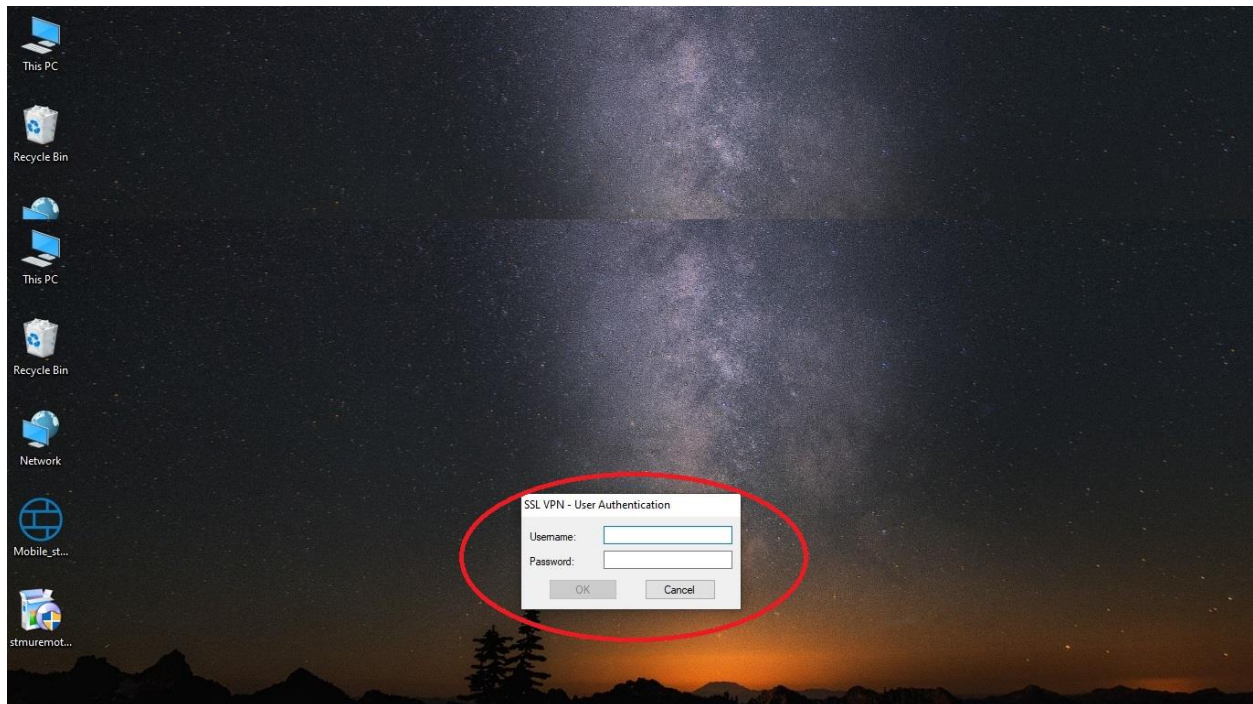 This PC
Recycle Bin
This PC
Recycle Bin
Network
Mobile_st...
stmuremot...
SSL VPN - User Authentication
Username:
Password:
OK
Cancel